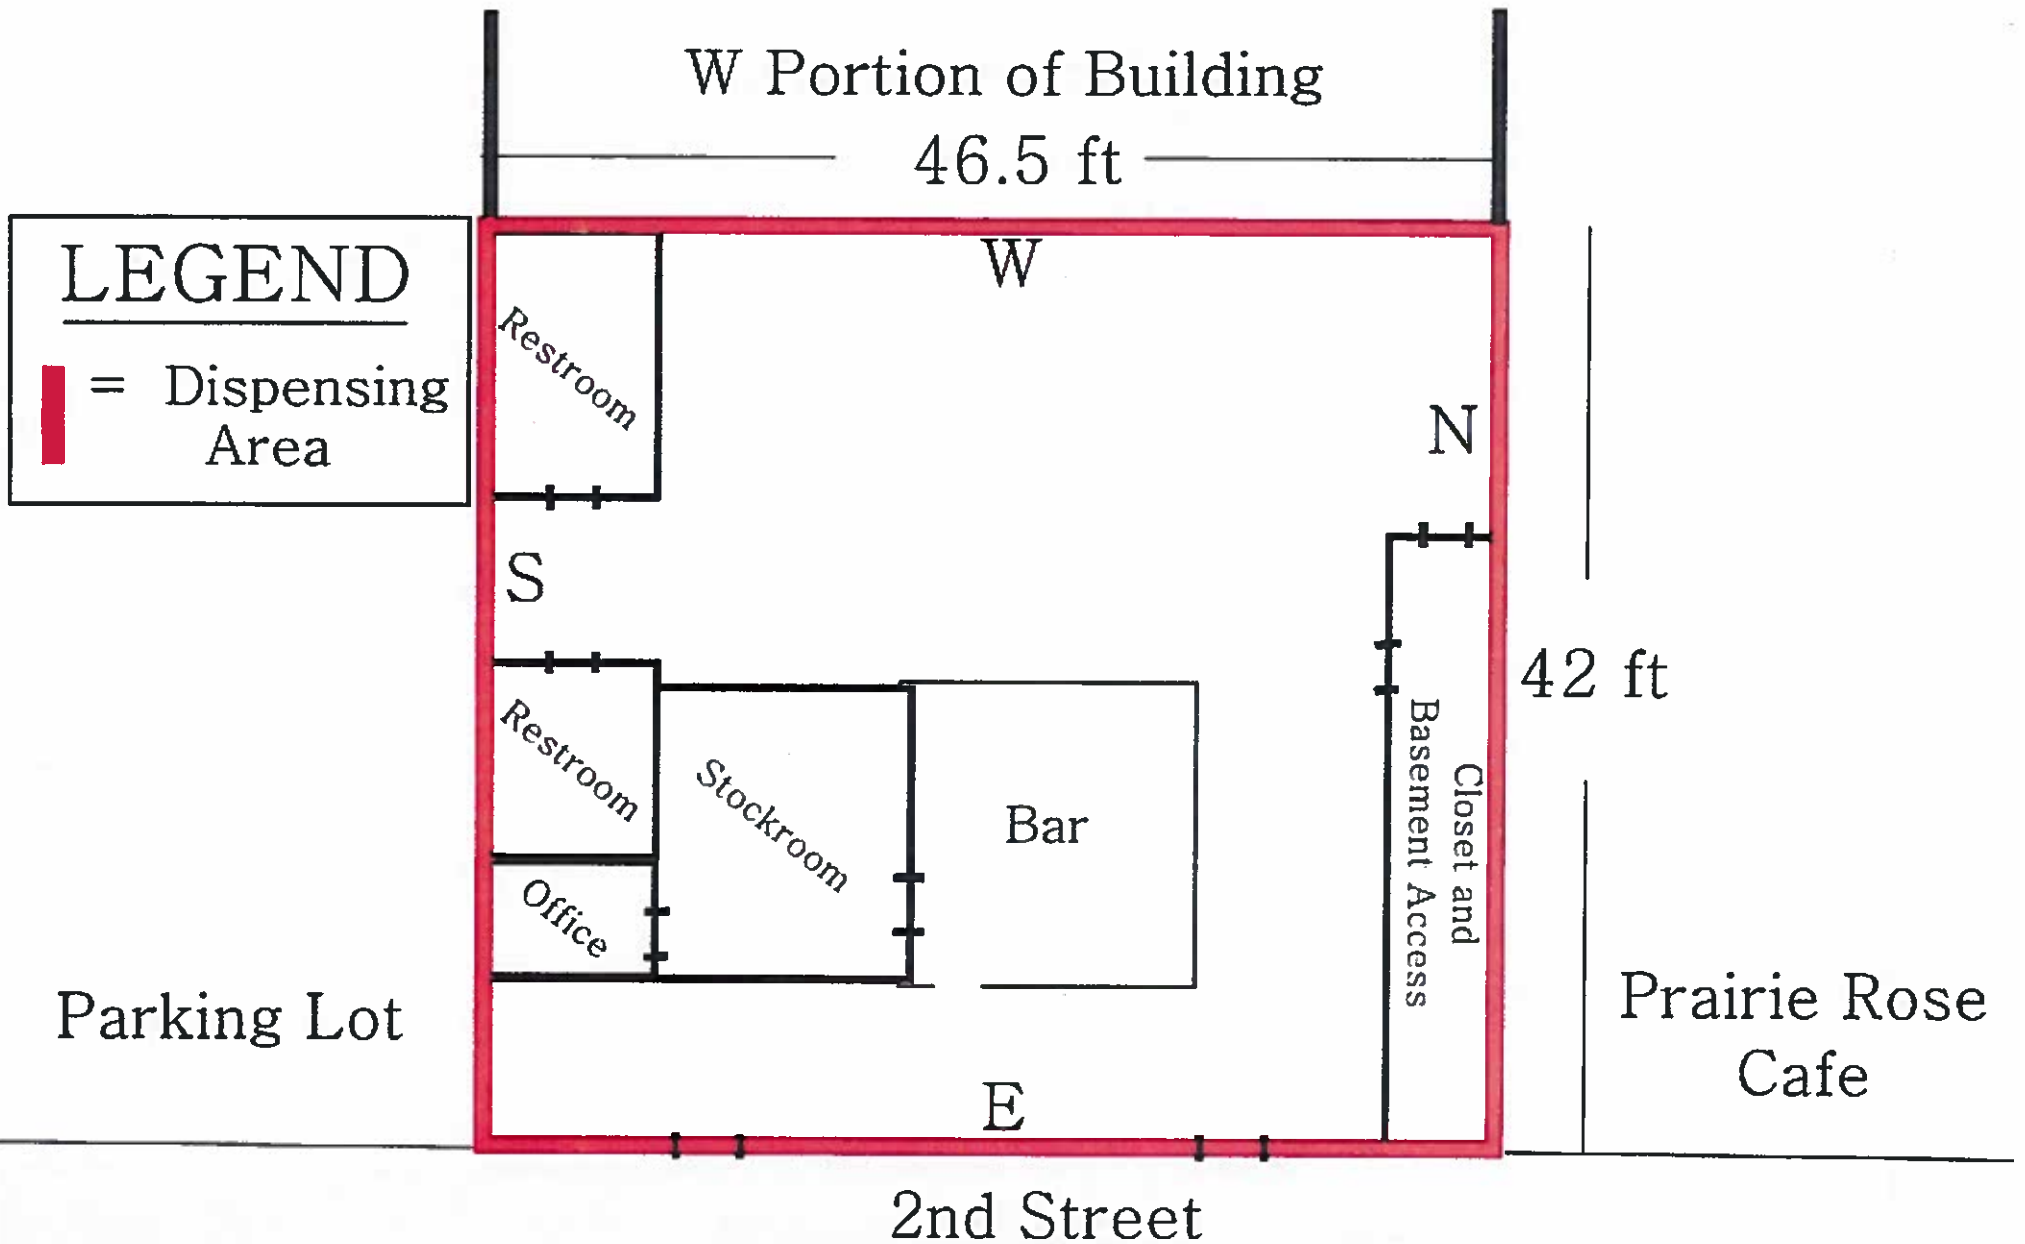 W Portion of Building
46.5 ft
LEGEND
= Dispensing
Area
W
Restroom
N
S
42 ft
Restroom
Stockroom
Bar
Closet and
Basement Access
Office
Parking Lot
Prairie Rose
Cafe
E
2nd Street